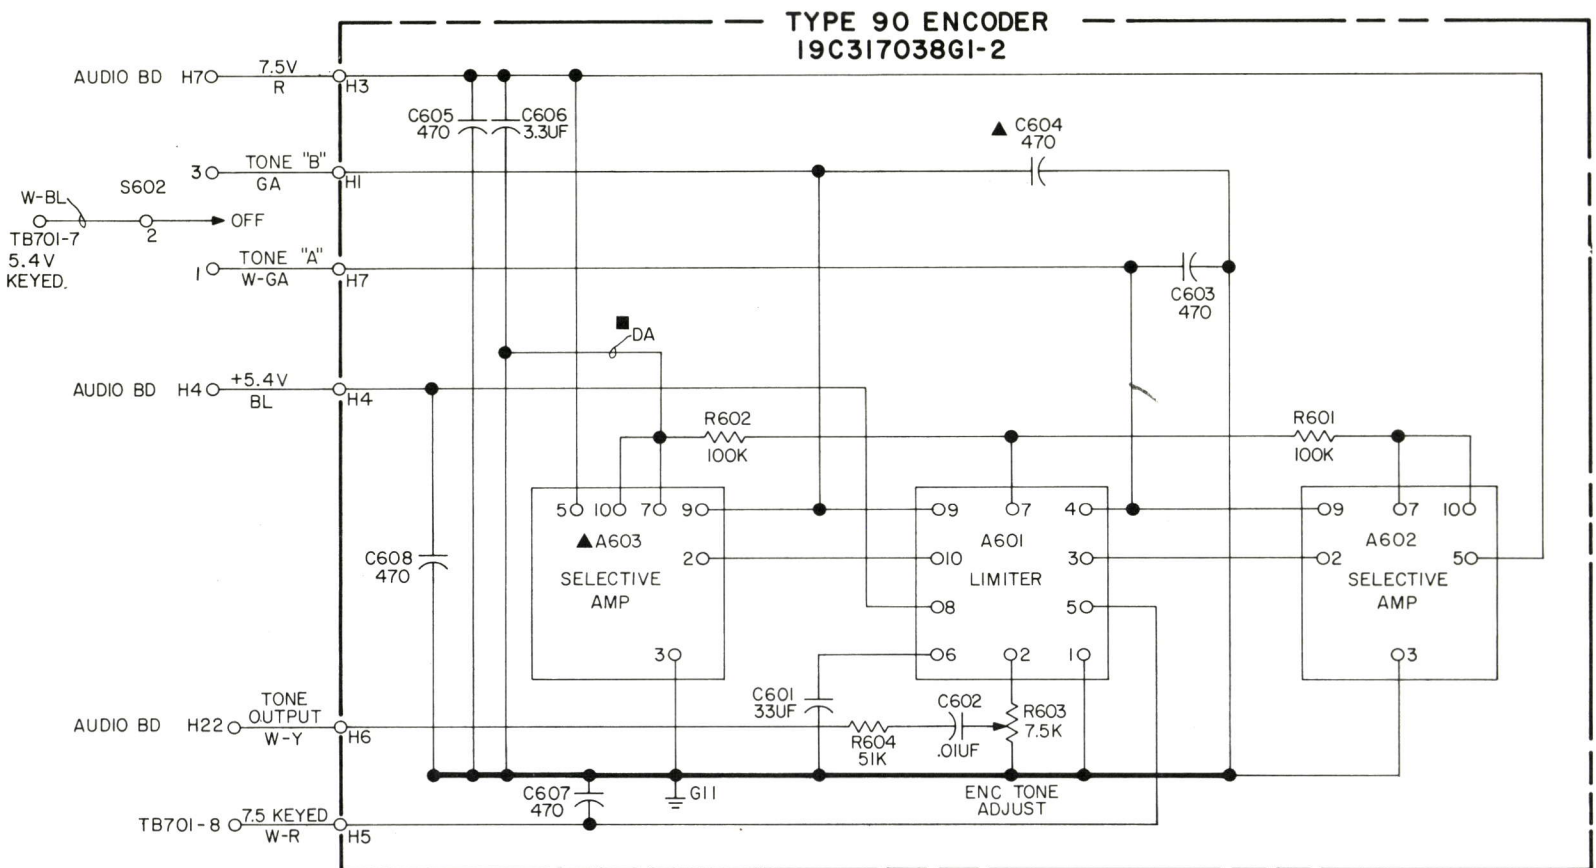 TYPE 90 ENCODER
19C317038G1-2
AUDIO BD H7 7.5V
R
H3
C605
470
C606
3.3UF
▲ C604
470
3 TONE "B"
GA
H1
W-BL
S602
OFF
TB701-7
2
5.4V
KEYED.
1 TONE "A"
W-GA
H7
C603
470
■
DA
AUDIO BD H4 +5.4V
BL
H4
R602
100K
R601
100K
5 10 7 9
▲A603
2
SELECTIVE
AMP
3
9 7 4
A601
10 3
LIMITER
8 5
6 2 1
9 7 10
A602
2 5
SELECTIVE
AMP
3
C608
470
C601
33UF
C602
.01UF
R603
7.5K
R604
51K
AUDIO BD H22 TONE
OUTPUT
W-Y
H6
C607
470
G11
ENC TONE
ADJUST
TB701-8 7.5 KEYED
W-R
H5